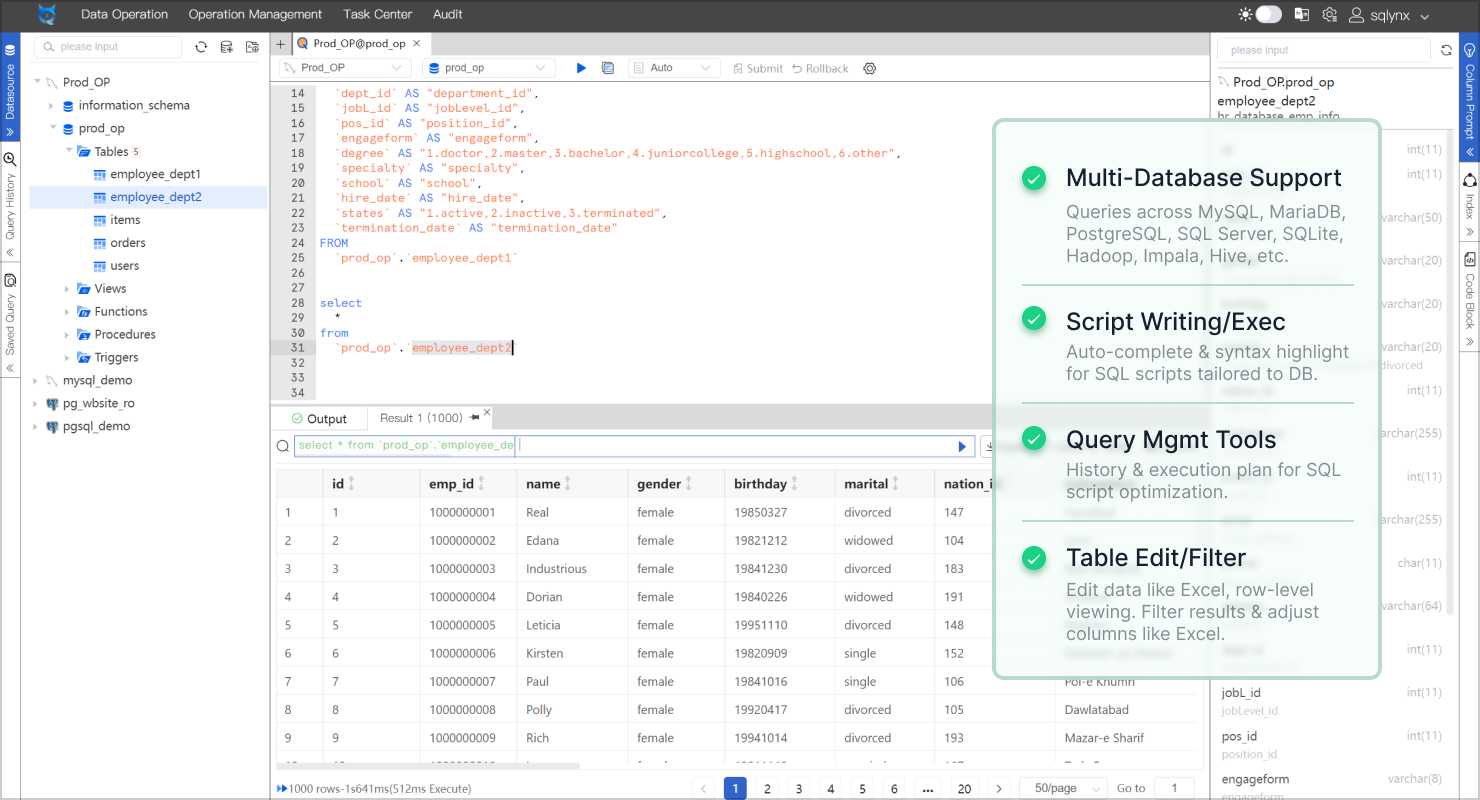 Data Operation Operation Management Task Center Audit sqlynx
Datasource
Query History
Saved Query
please input
Prod_OP
information_schema
prod_op
Tables 5
employee_dept1
employee_dept2
items
orders
users
Views
Functions
Procedures
Triggers
mysql_demo
pg_wbsite_ro
pgsql_demo
Prod_OP@prod_op
Prod_OP prod_op Auto Submit Rollback
14 `dept_id` AS "department_id",
15 `jobL_id` AS "jobLevel_id",
16 `pos_id` AS "position_id",
17 `engageform` AS "engageform",
18 `degree` AS "1.doctor,2.master,3.bachelor,4.juniorcollege,5.highschool,6.other",
19 `specialty` AS "specialty",
20 `school` AS "school",
21 `hire_date` AS "hire_date",
22 `states` AS "1.active,2.inactive,3.terminated",
23 `termination_date` AS "termination_date"
24 FROM
25 `prod_op`.`employee_dept1`
26
27
28 select
29 *
30 from
31 `prod_op`.`employee_dept2`
32
33
34
Output Result 1 (1000)
select * from `prod_op`.`employee_de
id emp_id name gender birthday marital nation_i
1 1 1000000001 Real female 19850327 divorced 147
2 2 1000000002 Edana female 19821212 widowed 104
3 3 1000000003 Industrious female 19841230 divorced 183
4 4 1000000004 Dorian female 19840226 widowed 191
5 5 1000000005 Leticia female 19951110 divorced 148
6 6 1000000006 Kirsten female 19820909 single 152
7 7 1000000007 Paul female 19841016 single 106 Pol-e Khumri
8 8 1000000008 Polly female 19920417 divorced 105 Dawlatabad
9 9 1000000009 Rich female 19941014 divorced 193 Mazar-e Sharif
1000 rows-1s641ms(512ms Execute)
1 2 3 4 5 6 ... 20 50/page Go to 1
Multi-Database Support
Queries across MySQL, MariaDB,
PostgreSQL, SQL Server, SQLite,
Hadoop, Impala, Hive, etc.
Script Writing/Exec
Auto-complete & syntax highlight
for SQL scripts tailored to DB.
Query Mgmt Tools
History & execution plan for SQL
script optimization.
Table Edit/Filter
Edit data like Excel, row-level
viewing. Filter results & adjust
columns like Excel.
please input
Prod_OP.prod_op
employee_dept2
hr_database_emp_info
int(11)
int(11)
varchar(50)
varchar(20)
varchar(20)
varchar(20)
divorced
int(11)
varchar(255)
int(11)
varchar(255)
char(11)
varchar(64)
int(11)
jobL_id int(11)
jobLevel_id
pos_id int(11)
position_id
engageform varchar(8)
engageform
Column Prompt
Index
Code Block